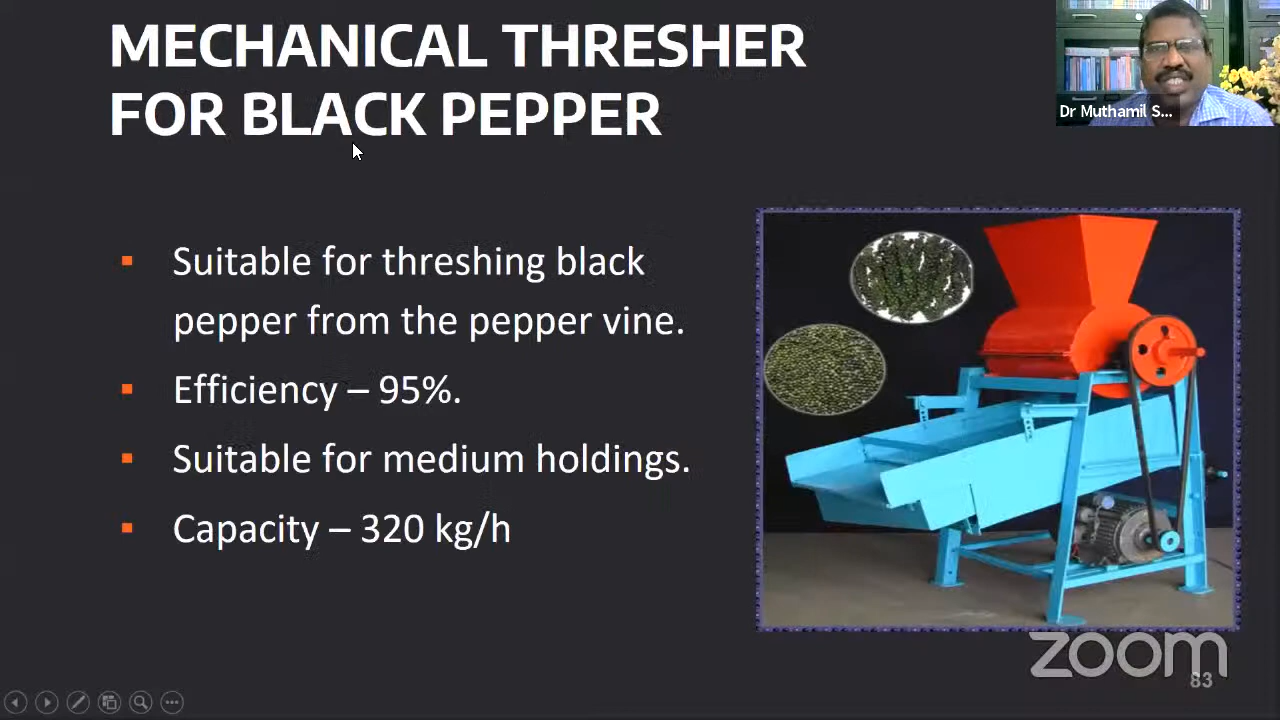 MECHANICAL THRESHER
FOR BLACK PEPPER
Dr Muthamil S...
Suitable for threshing black
pepper from the pepper vine.
Efficiency – 95%.
Suitable for medium holdings.
Capacity – 320 kg/h
zoom
83